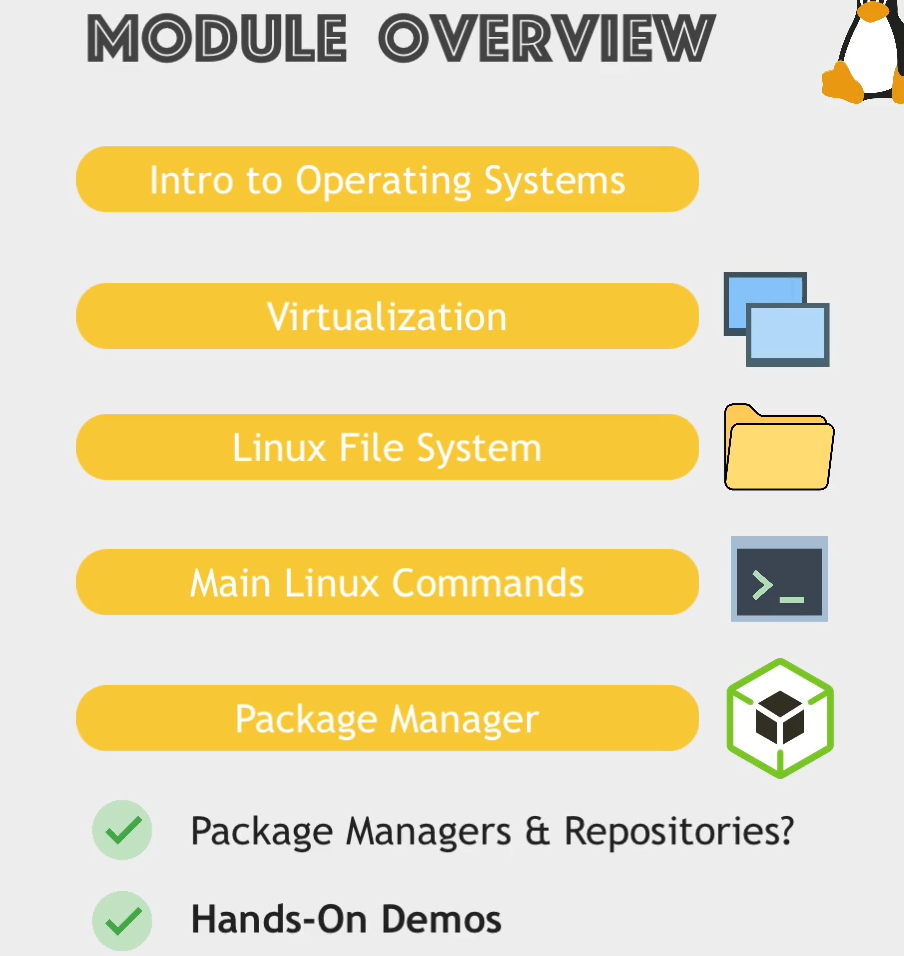 MODULE OVERVIEW
Intro to Operating Systems
Virtualization
Linux File System
Main Linux Commands
>_
Package Manager
Package Managers & Repositories?
Hands-On Demos